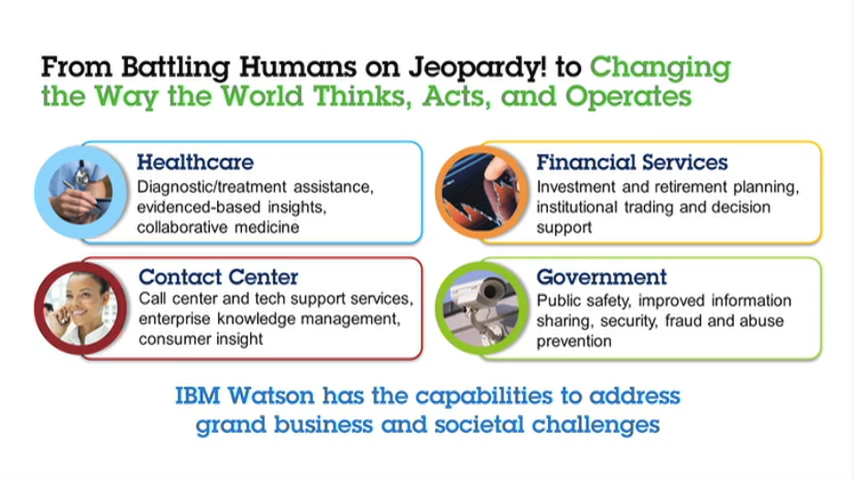 From Battling Humans on Jeopardy! to Changing
the Way the World Thinks, Acts, and Operates
Healthcare
Diagnostic/treatment assistance,
evidenced-based insights,
collaborative medicine
Financial Services
Investment and retirement planning,
institutional trading and decision
support
Contact Center
Call center and tech support services,
enterprise knowledge management,
consumer insight
Government
Public safety, improved information
sharing, security, fraud and abuse
prevention
IBM Watson has the capabilities to address
grand business and societal challenges